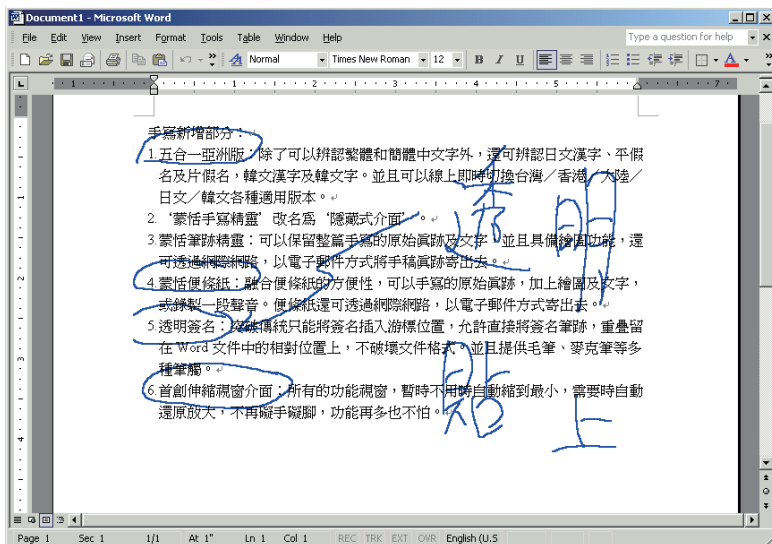 Document1 - Microsoft Word
File Edit View Insert Format Tools Table Window Help Type a question for help
Normal Times New Roman 12 B I U
手寫新增部分：
1.五合一亞洲版：除了可以辨認繁體和簡體中文字外，還可辨認日文漢字、平假
名及片假名，韓文漢字及韓文字。並且可以線上即時切換台灣／香港／大陸／
日文／韓文各種適用版本。
2. ‘蒙恬手寫精靈’改名為‘隱藏式介面’。
3.蒙恬筆跡精靈：可以保留整篇手寫的原始真跡及文字，並且具備繪圖功能，還
可透過網際網路，以電子郵件方式將手稿真跡寄出去。
4.蒙恬便條紙：融合便條紙的方便性，可以手寫的原始真跡，加上繪圖及文字，
或錄製一段聲音。便條紙還可透過網際網路，以電子郵件方式寄出去。
5.透明簽名：突破傳統只能將簽名插入游標位置，允許直接將簽名筆跡，重疊留
在 Word 文件中的相對位置上，不破壞文件格式。並且提供毛筆、麥克筆等多
種筆觸。
6.首創伸縮視窗介面：所有的功能視窗，暫時不用時自動縮到最小，需要時自動
還原放大，不再礙手礙腳，功能再多也不怕。
上
Page 1 Sec 1 1/1 At 1" Ln 1 Col 1 REC TRK EXT OVR English (U.S